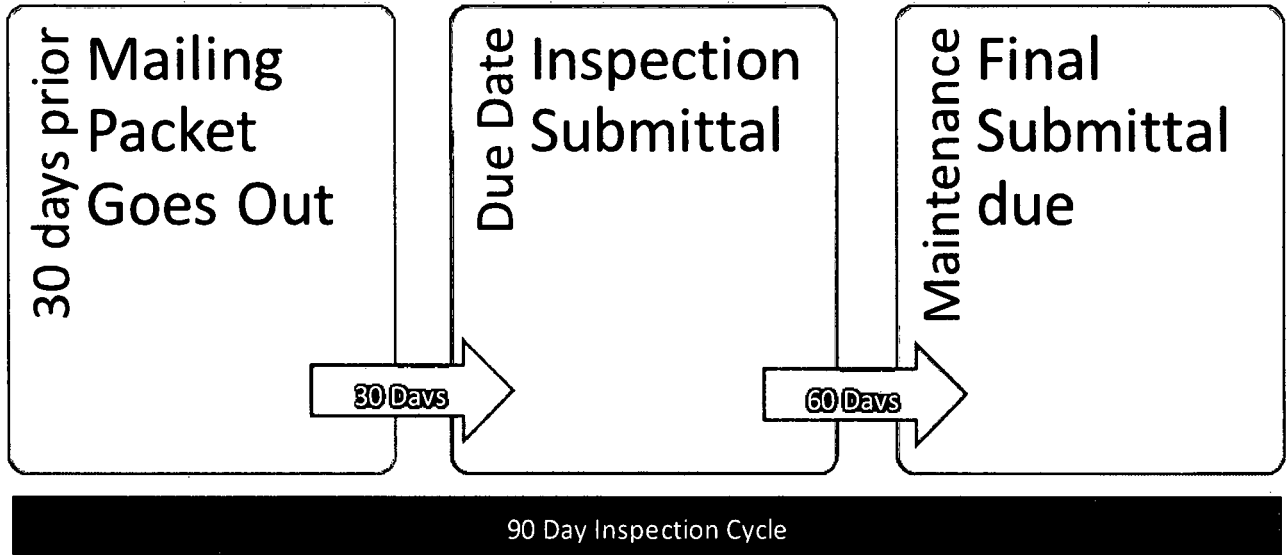 30 days prior
Mailing
Packet
Goes Out
30 Days
Due Date
Inspection
Submittal
60 Days
Maintenance
Final
Submittal
due
90 Day Inspection Cycle